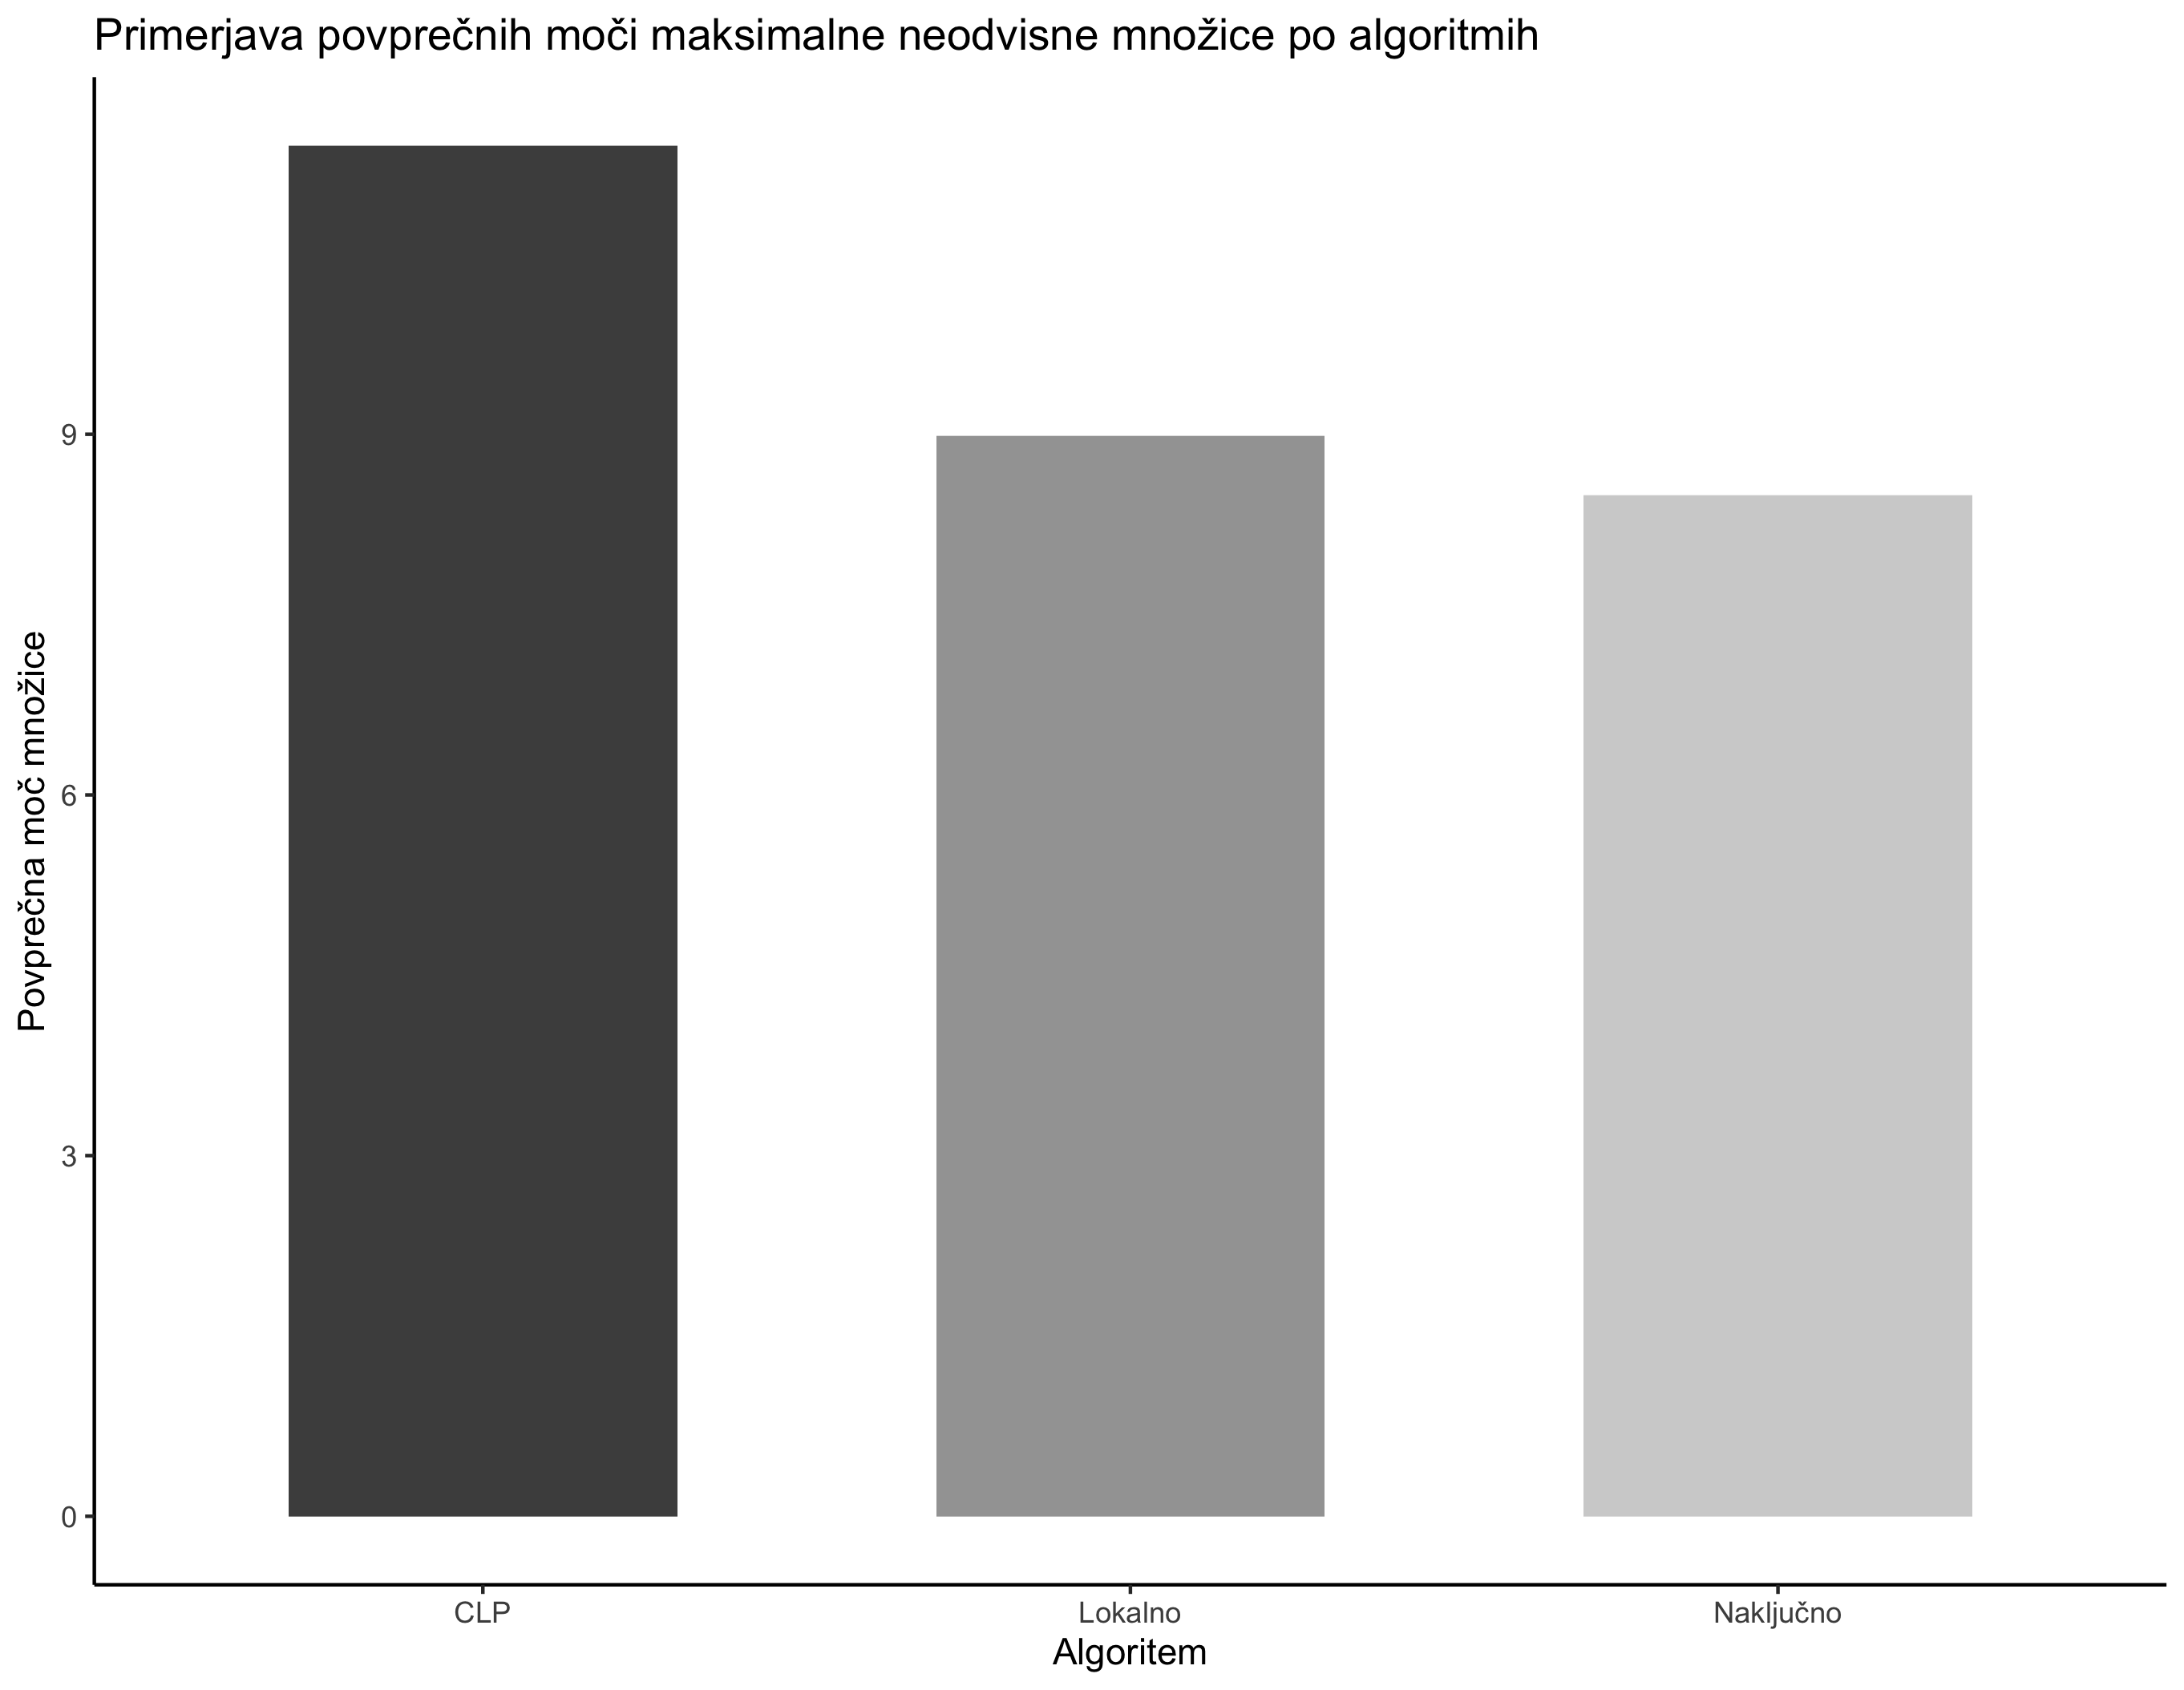 Primerjava povprečnih moči maksimalne neodvisne množice po algoritmih
Povprečna moč množice
9
6
3
0
CLP
Lokalno
Naključno
Algoritem